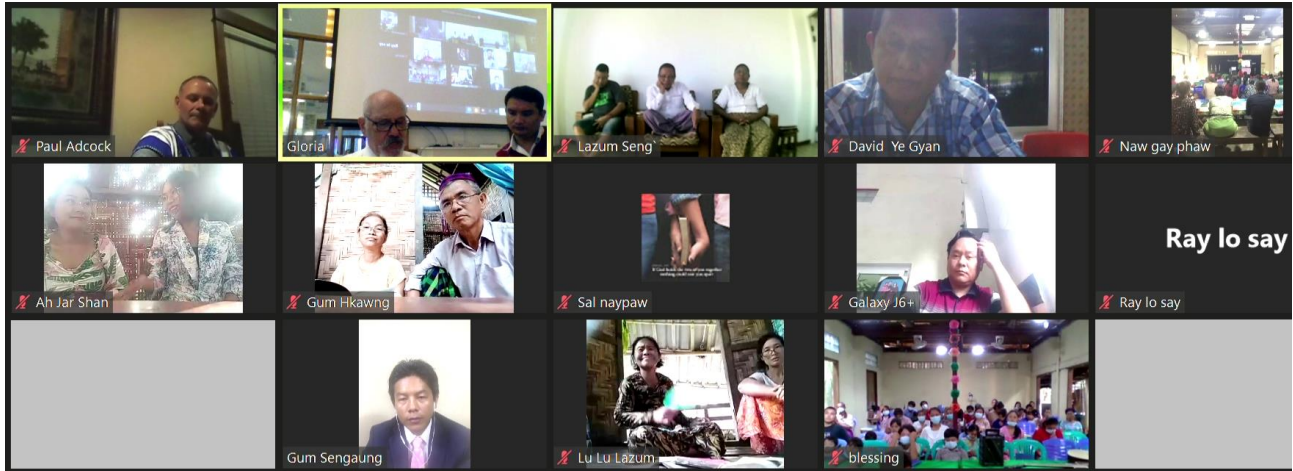 Paul Adcock
Gloria
Lazum Seng
David Ye Gyan
Naw gay phaw
Ah Jar Shan
Gum Hkawng
Sal naypaw
Galaxy J6+
Ray lo say
Ray lo say
Gum Sengaung
Lu Lu Lazum
blessing